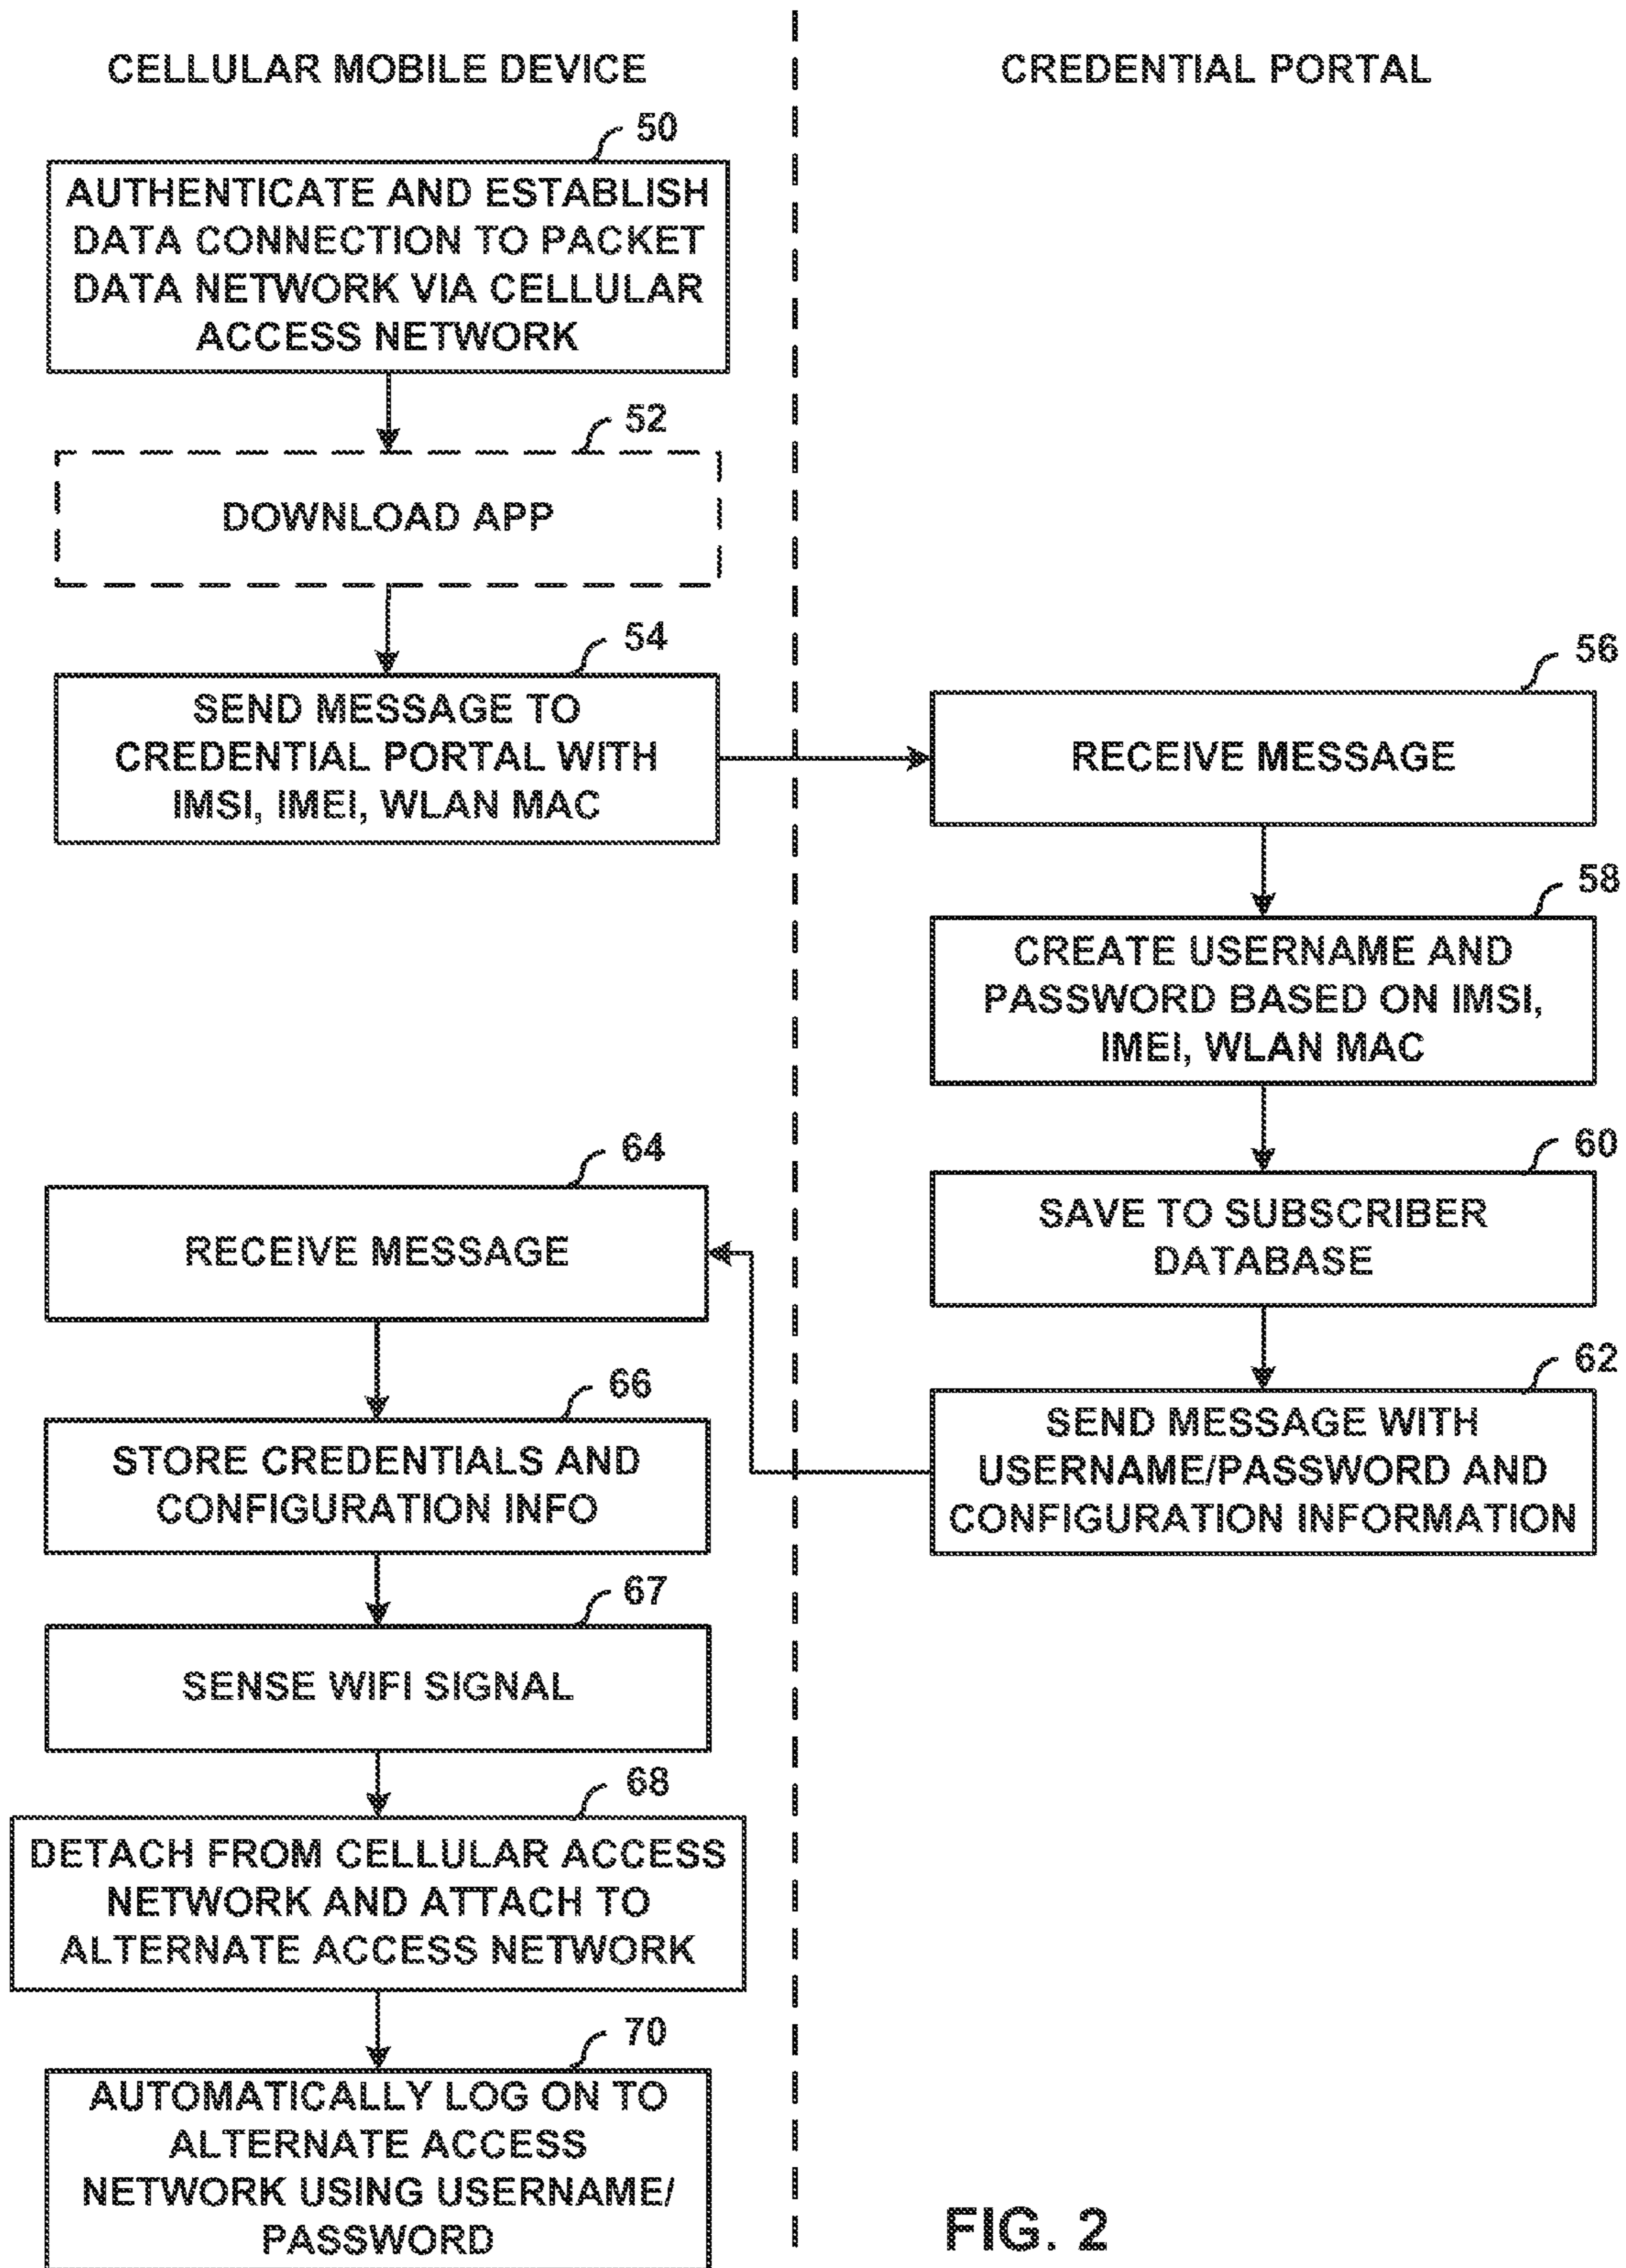 CELLULAR MOBILE DEVICE
CREDENTIAL PORTAL
50
AUTHENTICATE AND ESTABLISH
DATA CONNECTION TO PACKET
DATA NETWORK VIA CELLULAR
ACCESS NETWORK
52
DOWNLOAD APP
54
SEND MESSAGE TO
CREDENTIAL PORTAL WITH
IMSI, IMEI, WLAN MAC
56
RECEIVE MESSAGE
58
CREATE USERNAME AND
PASSWORD BASED ON IMSI,
IMEI, WLAN MAC
60
SAVE TO SUBSCRIBER
DATABASE
62
SEND MESSAGE WITH
USERNAME/PASSWORD AND
CONFIGURATION INFORMATION
64
RECEIVE MESSAGE
66
STORE CREDENTIALS AND
CONFIGURATION INFO
67
SENSE WIFI SIGNAL
68
DETACH FROM CELLULAR ACCESS
NETWORK AND ATTACH TO
ALTERNATE ACCESS NETWORK
70
AUTOMATICALLY LOG ON TO
ALTERNATE ACCESS
NETWORK USING USERNAME/
PASSWORD
FIG. 2